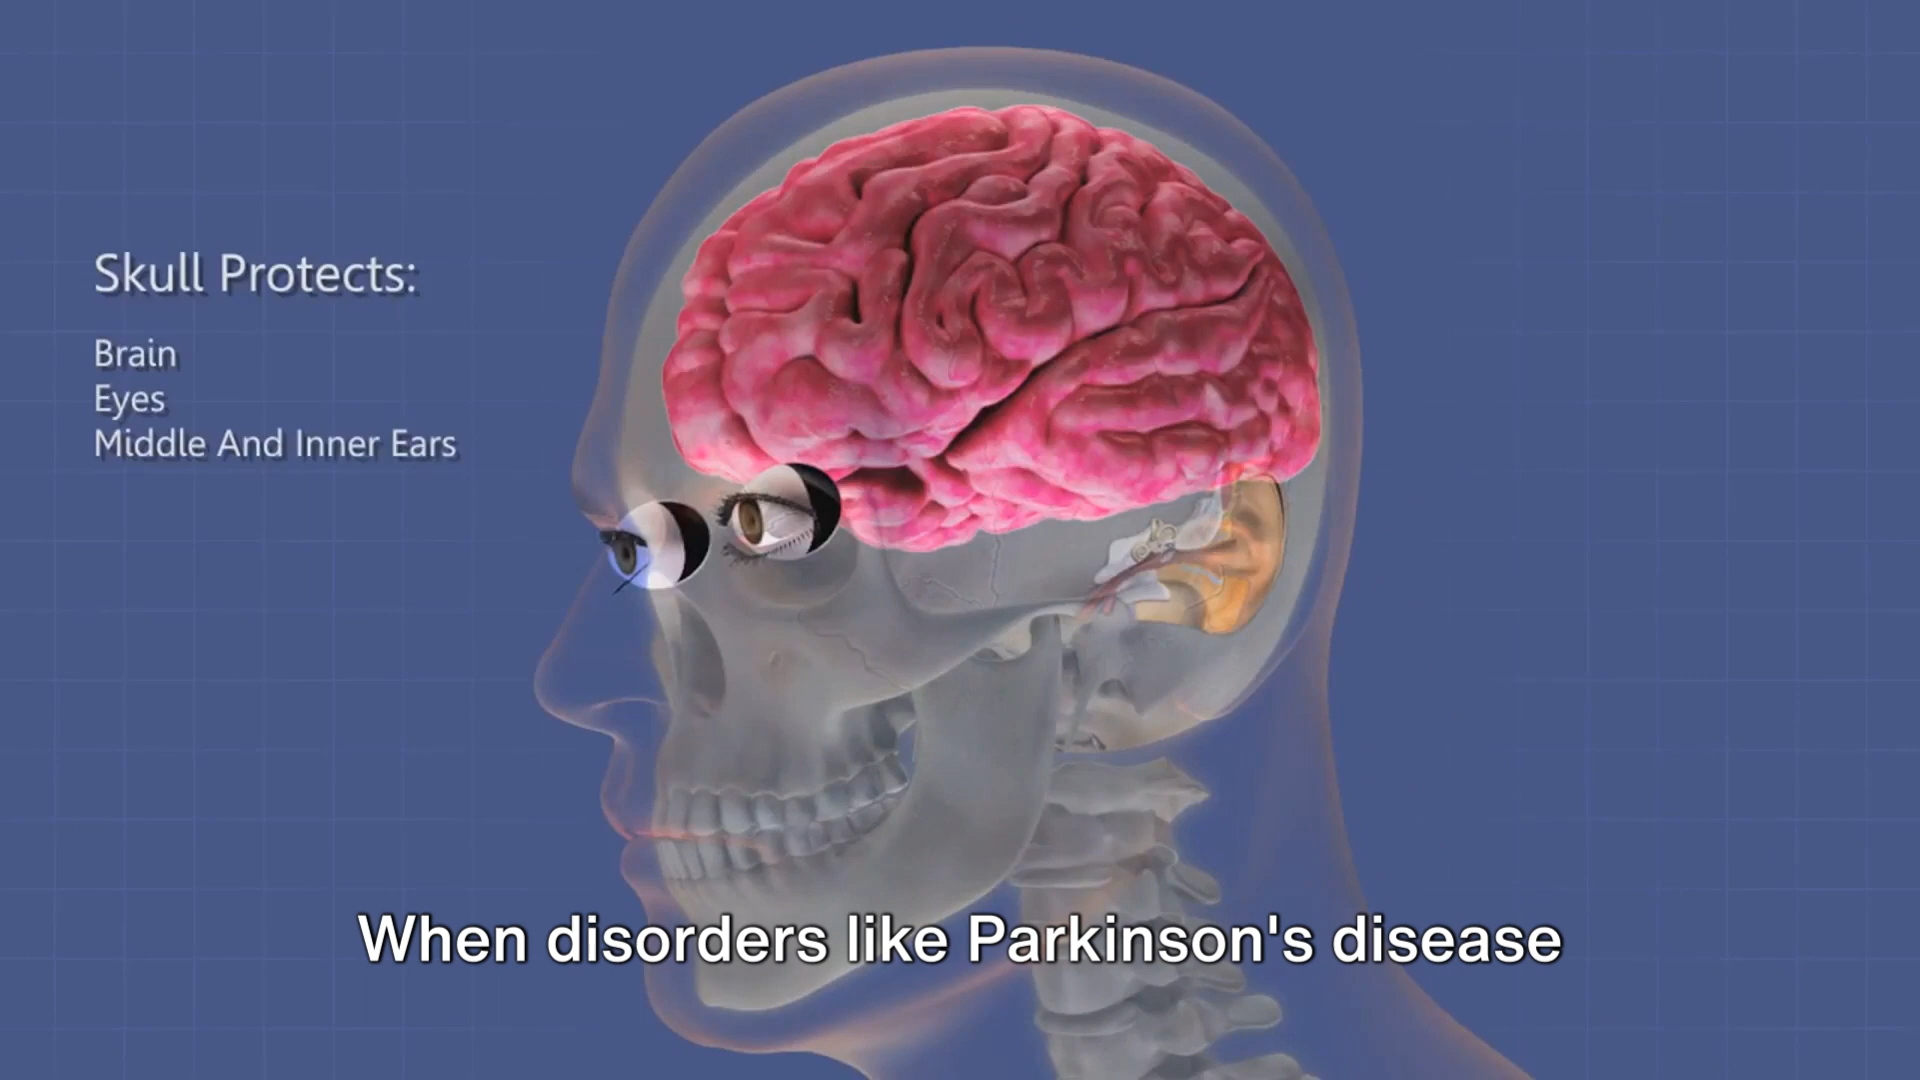 Skull Protects:
Brain
Eyes
Middle And Inner Ears
When disorders like Parkinson's disease